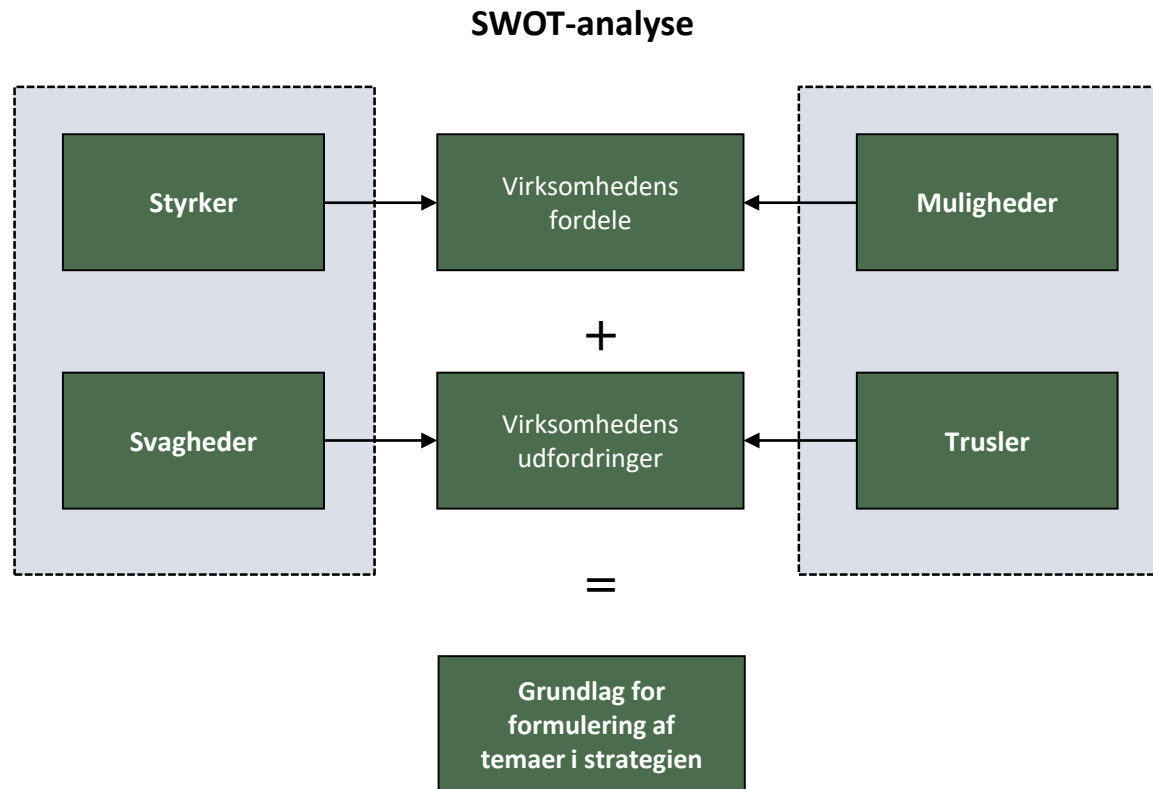 SWOT-analyse
Styrker
Virksomhedens
fordele
Muligheder
+
Svagheder
Virksomhedens
udfordringer
Trusler
=
Grundlag for
formulering af
temaer i strategien